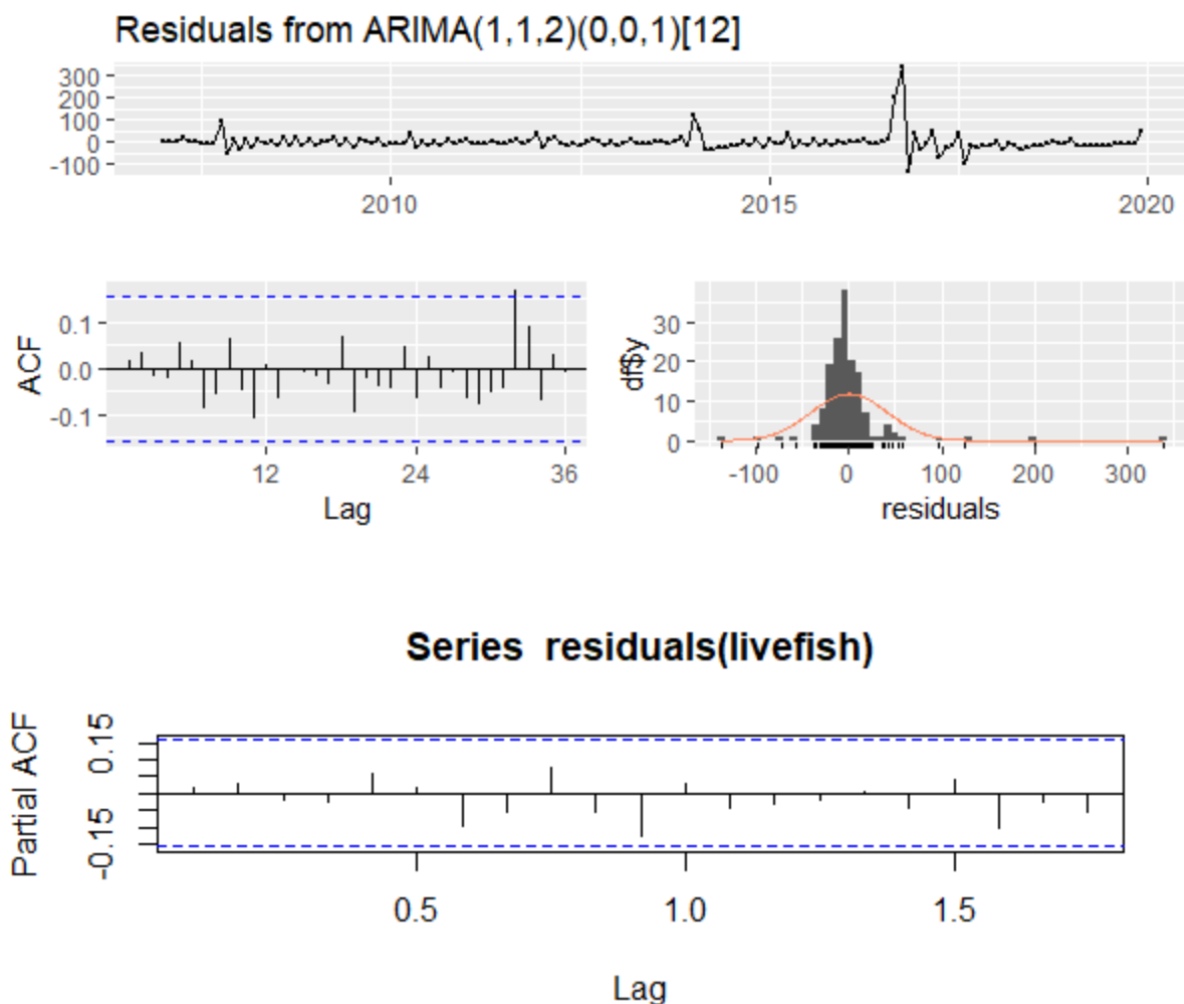 Residuals from ARIMA(1,1,2)(0,0,1)[12]
300
200
100
0
-100
2010 2015 2020
ACF
0.1
0.0
-0.1
12 24 36
Lag
df$y
30
20
10
0
-100 0 100 200 300
residuals
Series residuals(livefish)
Partial ACF
0.15
-0.15
0.5 1.0 1.5
Lag